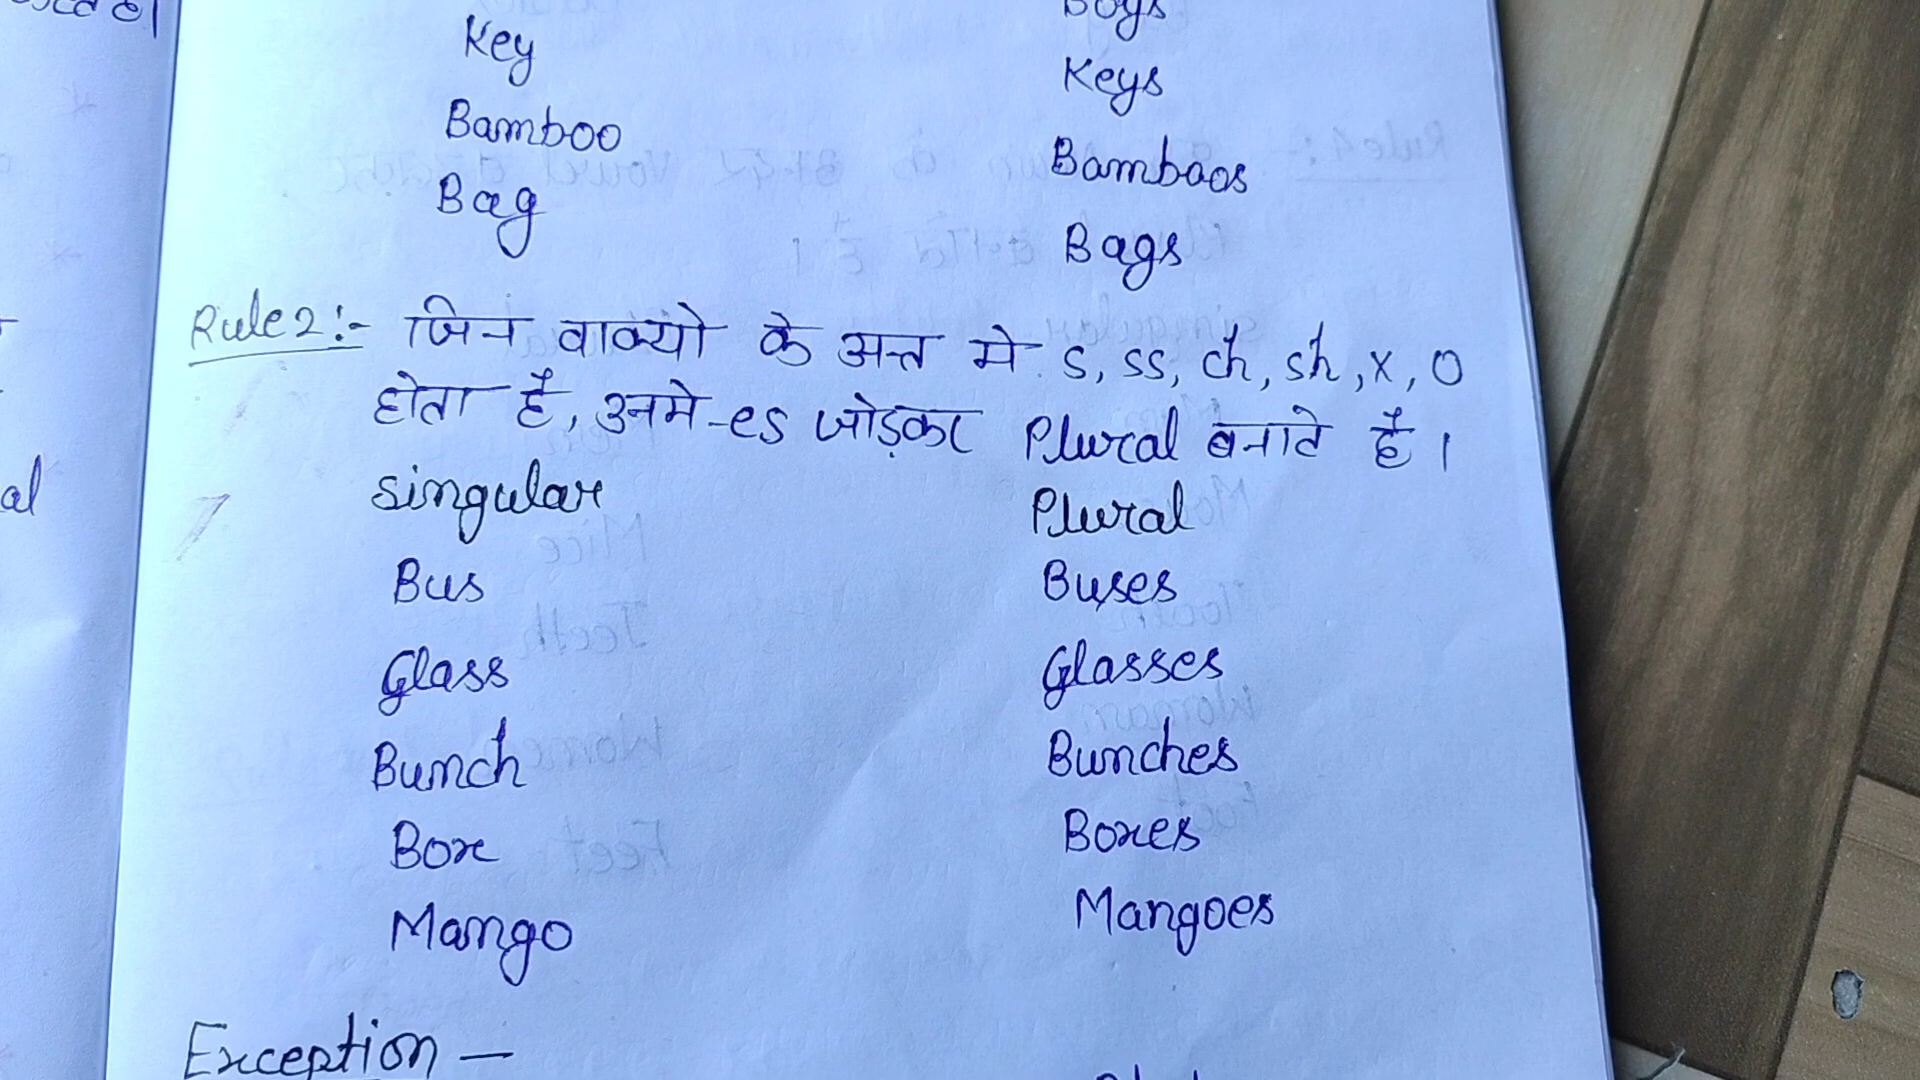 Boys
Key Keys
Bamboo Bamboos
Bag Bags
Rule 2:- जिन वाक्यो के अन्त मे s, ss, ch, sh, x, o
होता है, उनमे -es जोड़कर Plural बनाते है।
singular Plural
Bus Buses
Glass Glasses
Bunch Bunches
Box Boxes
Mango Mangoes
Exception —
al